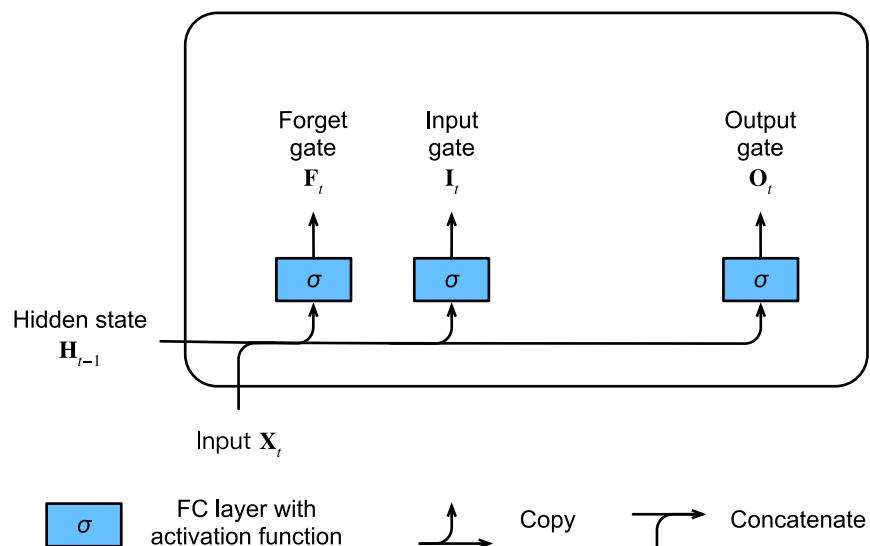 Forget
gate
F_t
Input
gate
I_t
Output
gate
O_t
σ
σ
σ
Hidden state
H_{t−1}
Input X_t
σ
FC layer with
activation function
Copy
Concatenate